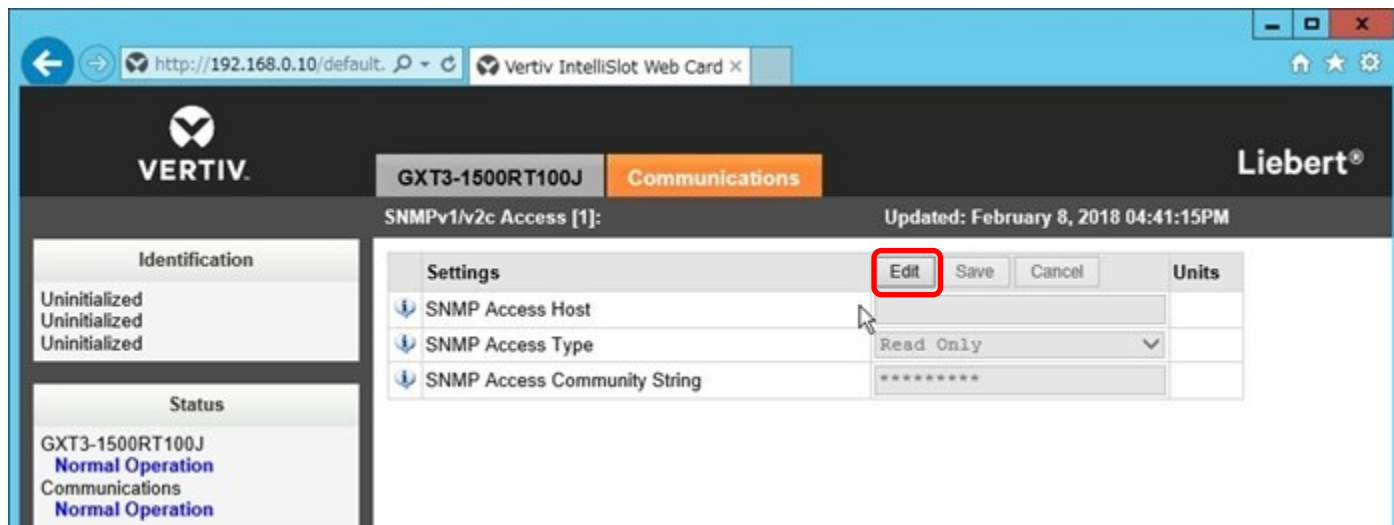 http://192.168.0.10/default.
Vertiv IntelliSlot Web Card
VERTIV
GXT3-1500RT100J
Communications
Liebert®
SNMPv1/v2c Access [1]:
Updated: February 8, 2018 04:41:15PM
Identification
Uninitialized
Uninitialized
Uninitialized
Settings Edit Save Cancel Units
SNMP Access Host
SNMP Access Type Read Only
SNMP Access Community String *********
Status
GXT3-1500RT100J
Normal Operation
Communications
Normal Operation